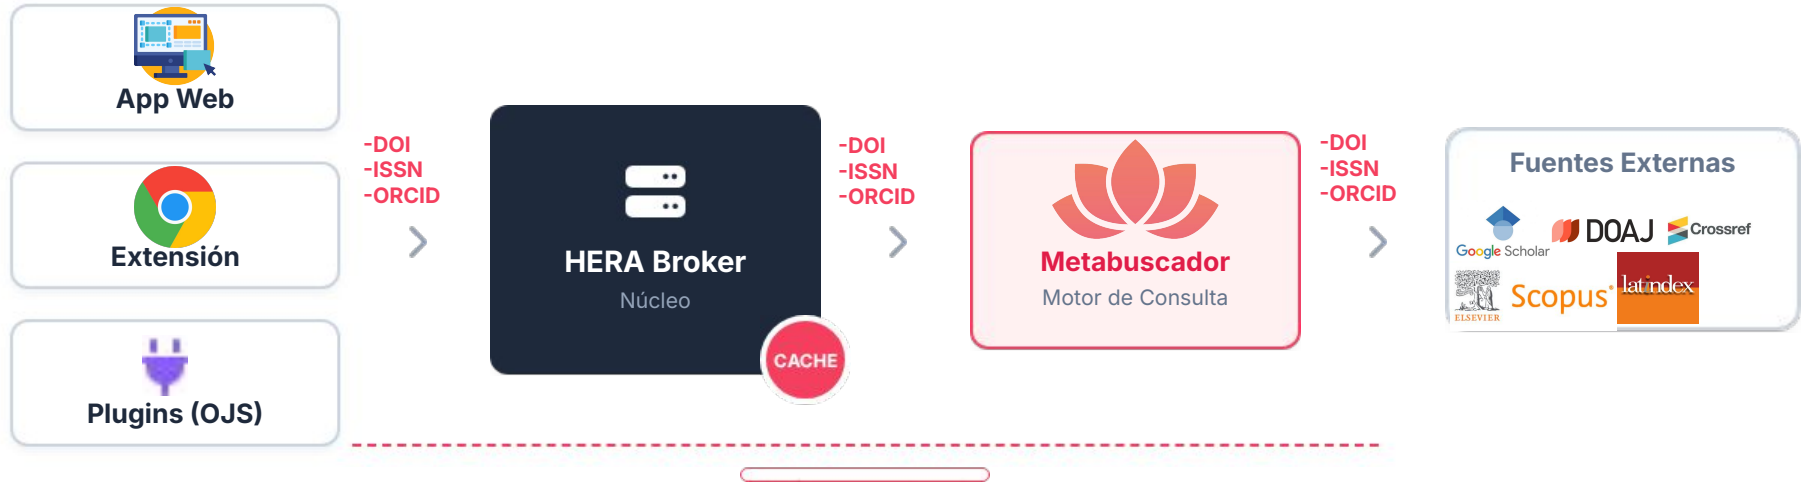 App Web
Extensión
Plugins (OJS)
-DOI
-ISSN
-ORCID
HERA Broker
Núcleo
CACHE
-DOI
-ISSN
-ORCID
Metabuscador
Motor de Consulta
-DOI
-ISSN
-ORCID
Fuentes Externas
Google Scholar
DOAJ
Crossref
ELSEVIER
Scopus
latindex